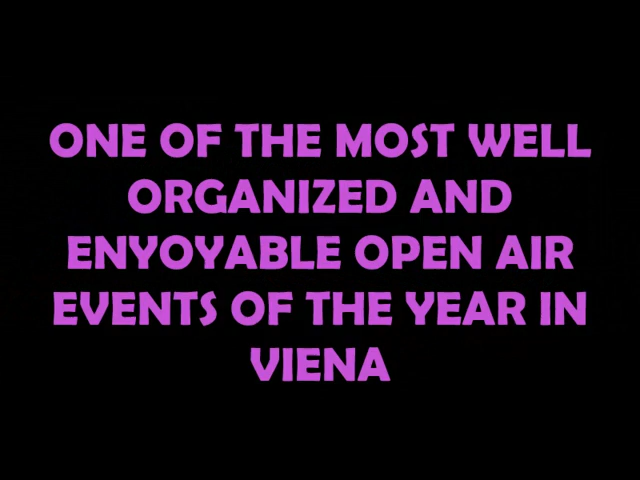 ONE OF THE MOST WELL
ORGANIZED AND
ENYOYABLE OPEN AIR
EVENTS OF THE YEAR IN
VIENA